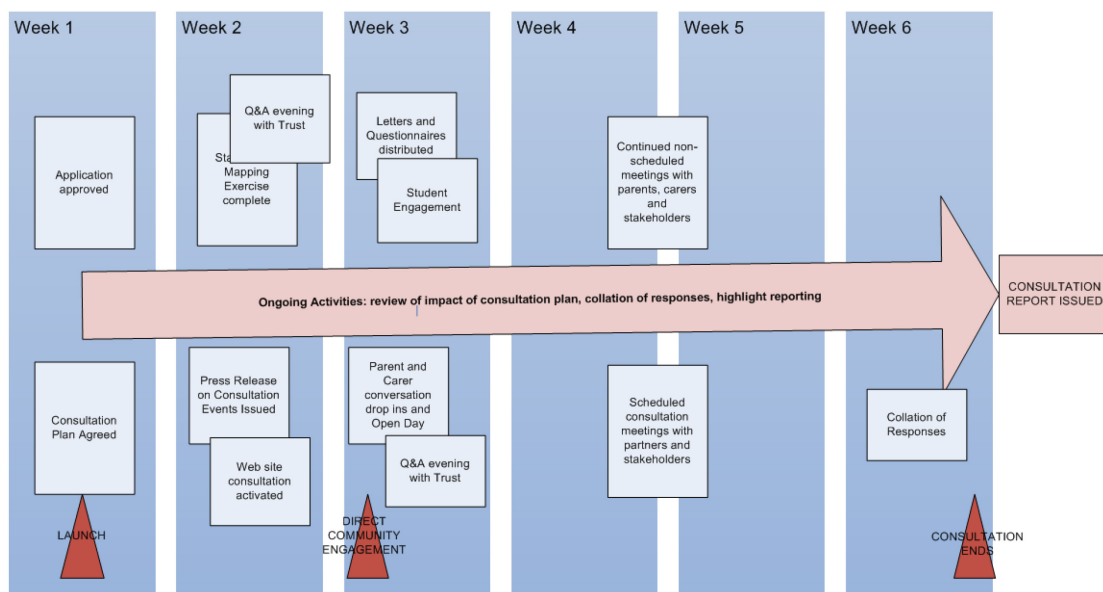 Week 1
Week 2
Week 3
Week 4
Week 5
Week 6
Application
approved
Q&A evening
with Trust
Mapping
Exercise
complete
Letters and
Questionnaires
distributed
Student
Engagement
Continued non-
scheduled
meetings with
parents, carers
and
stakeholders
Ongoing Activities: review of impact of consultation plan, collation of responses, highlight reporting
CONSULTATION
REPORT ISSUED
Consultation
Plan Agreed
Press Release
on Consultation
Events Issued
Web site
consultation
activated
Parent and
Carer
conversation
drop ins and
Open Day
Q&A evening
with Trust
Scheduled
consultation
meetings with
partners and
stakeholders
Collation of
Responses
LAUNCH
DIRECT
COMMUNITY
ENGAGEMENT
CONSULTATION
ENDS